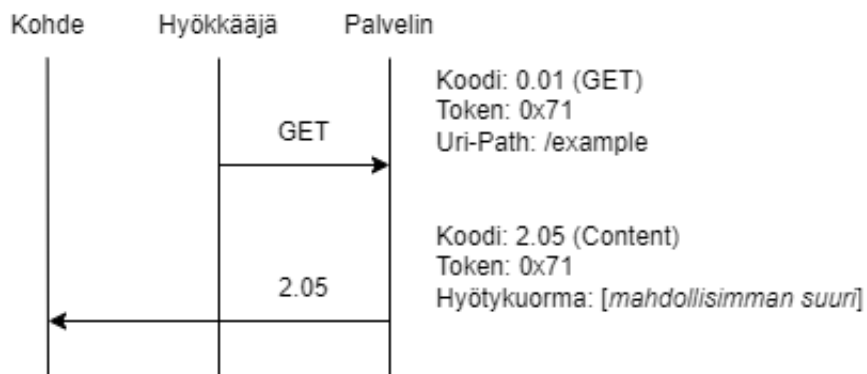 Kohde Hyökkääjä Palvelin
Koodi: 0.01 (GET)
Token: 0x71
Uri-Path: /example
GET
Koodi: 2.05 (Content)
Token: 0x71
Hyötykuorma: [mahdollisimman suuri]
2.05